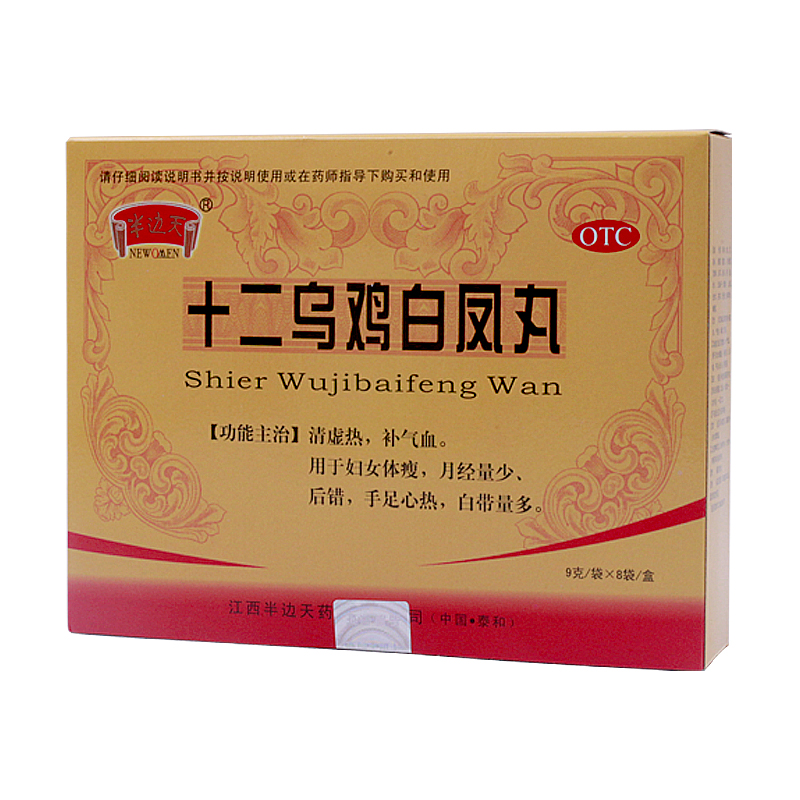 请仔细阅读说明书并按说明使用或在药师指导下购买和使用
半边天
®
NEWOMEN
OTC
十二乌鸡白凤丸
Shier Wujibaifeng Wan
【功能主治】清虚热，补气血。
用于妇女体瘦，月经量少、
后错，手足心热，白带量多。
9克/袋×8袋/盒
江西半边天药 司（中国·泰和）